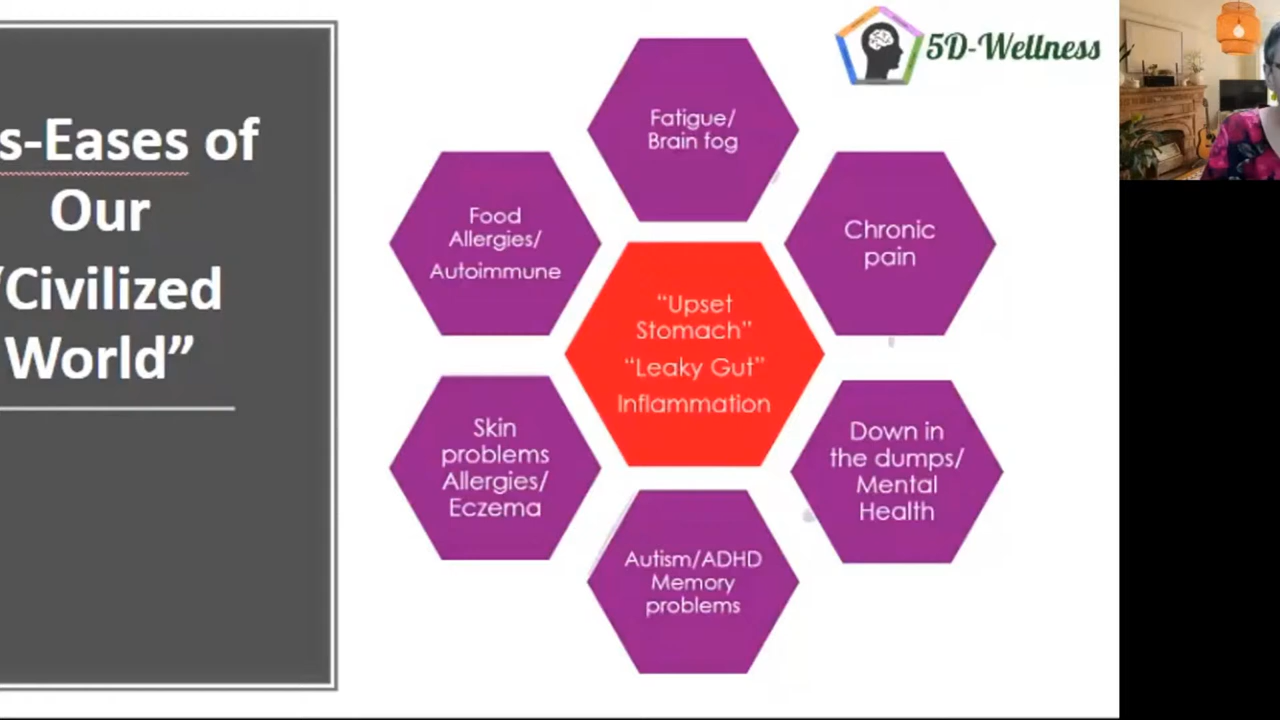 s-Eases of
Our
“Civilized
World”
5D-Wellness
Fatigue/
Brain fog
Food
Allergies/
Autoimmune
Chronic
pain
“Upset
Stomach”
“Leaky Gut”
Inflammation
Skin
problems
Allergies/
Eczema
Down in
the dumps/
Mental
Health
Autism/ADHD
Memory
problems